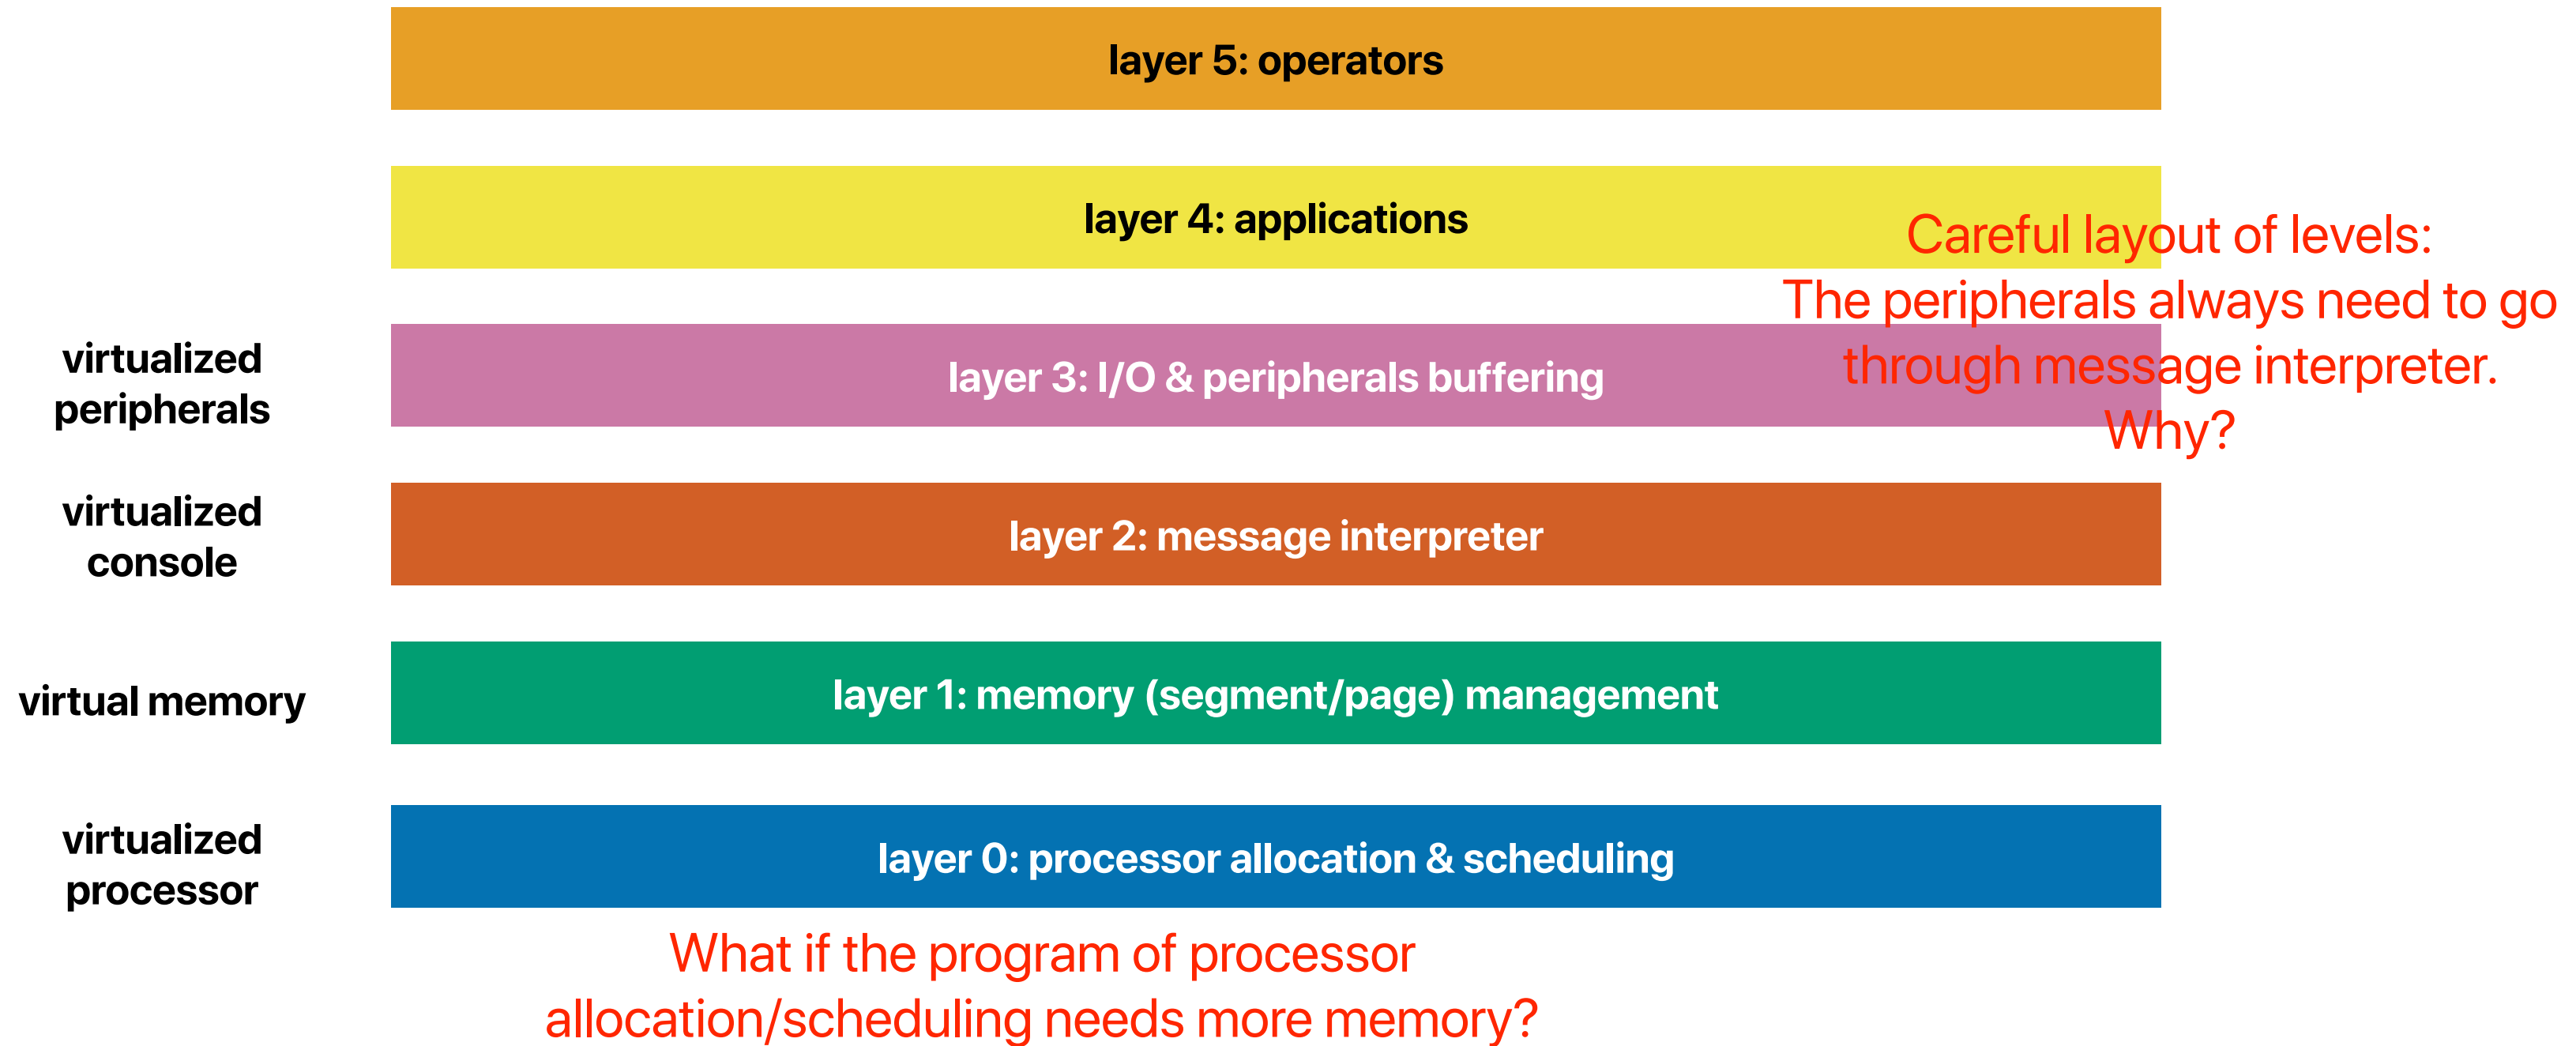 layer 5: operators
layer 4: applications
Careful layout of levels:
The peripherals always need to go
through message interpreter.
Why?
virtualized
peripherals
layer 3: I/O & peripherals buffering
virtualized
console
layer 2: message interpreter
virtual memory
layer 1: memory (segment/page) management
virtualized
processor
layer 0: processor allocation & scheduling
What if the program of processor
allocation/scheduling needs more memory?